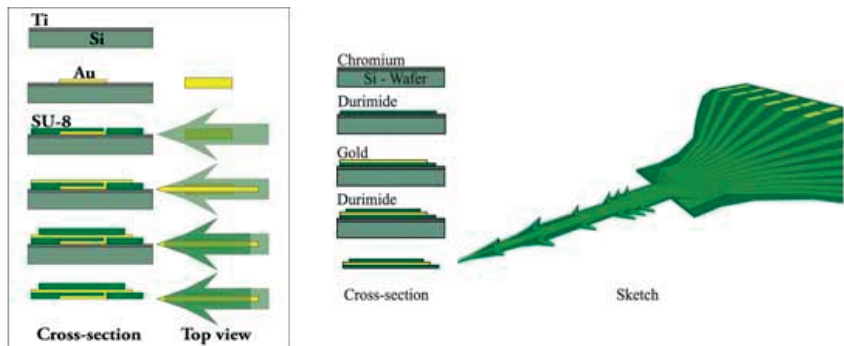 Ti
Si
Au
SU-8
Cross-section Top view
Chromium
Si - Wafer
Durimide
Gold
Durimide
Cross-section
Sketch